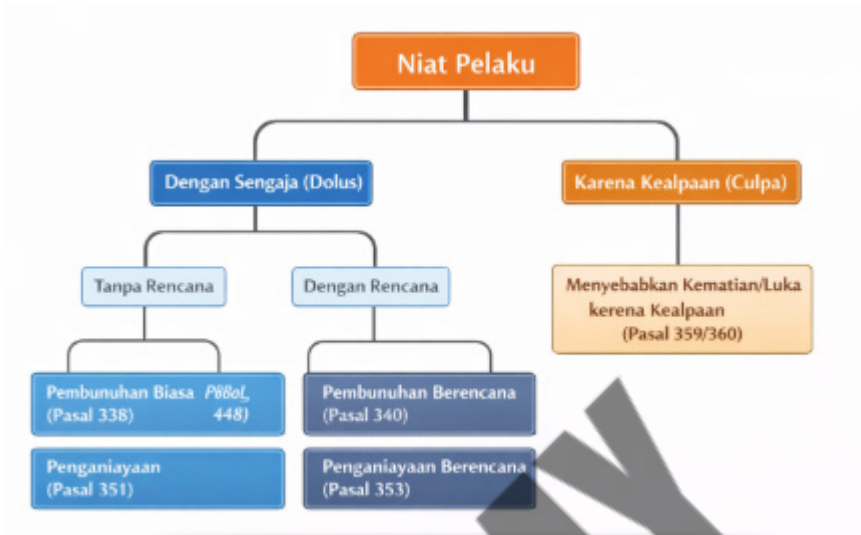 Niat Pelaku
Dengan Sengaja (Dolus)
Karena Kealpaan (Culpa)
Tanpa Rencana
Dengan Rencana
Menyebabkan Kematian/Luka
kerena Kealpaan
(Pasal 359/360)
Pembunuhan Biasa
(Pasal 338) 448)
Pembunuhan Berencana
(Pasal 340)
Penganiayaan
(Pasal 351)
Penganiayaan Berencana
(Pasal 353)